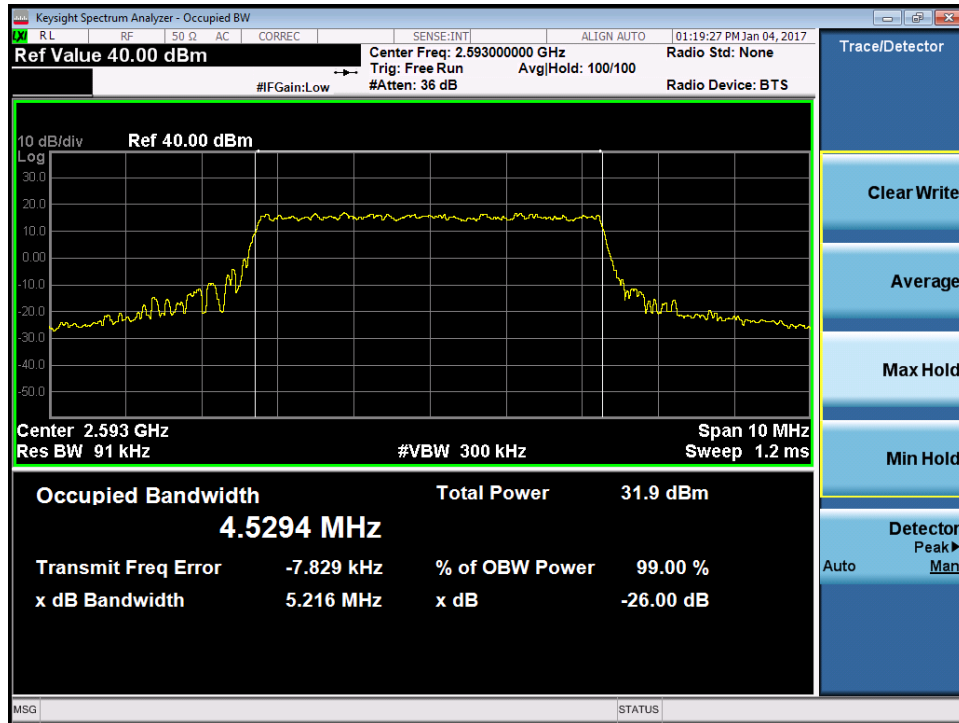 Keysight Spectrum Analyzer - Occupied BW
LXI RL RF 50 Ω AC CORREC SENSE:INT ALIGN AUTO 01:19:27 PM Jan 04, 2017
Ref Value 40.00 dBm
Center Freq: 2.593000000 GHz
Radio Std: None
Trig: Free Run Avg|Hold: 100/100
#IFGain:Low
#Atten: 36 dB
Radio Device: BTS
10 dB/div Ref 40.00 dBm
Log
30.0
20.0
10.0
0.00
-10.0
-20.0
-30.0
-40.0
-50.0
Center 2.593 GHz
Span 10 MHz
Res BW 91 kHz
#VBW 300 kHz
Sweep 1.2 ms
Occupied Bandwidth
Total Power 31.9 dBm
4.5294 MHz
Transmit Freq Error -7.829 kHz
% of OBW Power 99.00 %
x dB Bandwidth 5.216 MHz
x dB -26.00 dB
MSG
STATUS
Trace/Detector
Clear Write
Average
Max Hold
Min Hold
Detector
Peak▶
Auto Man